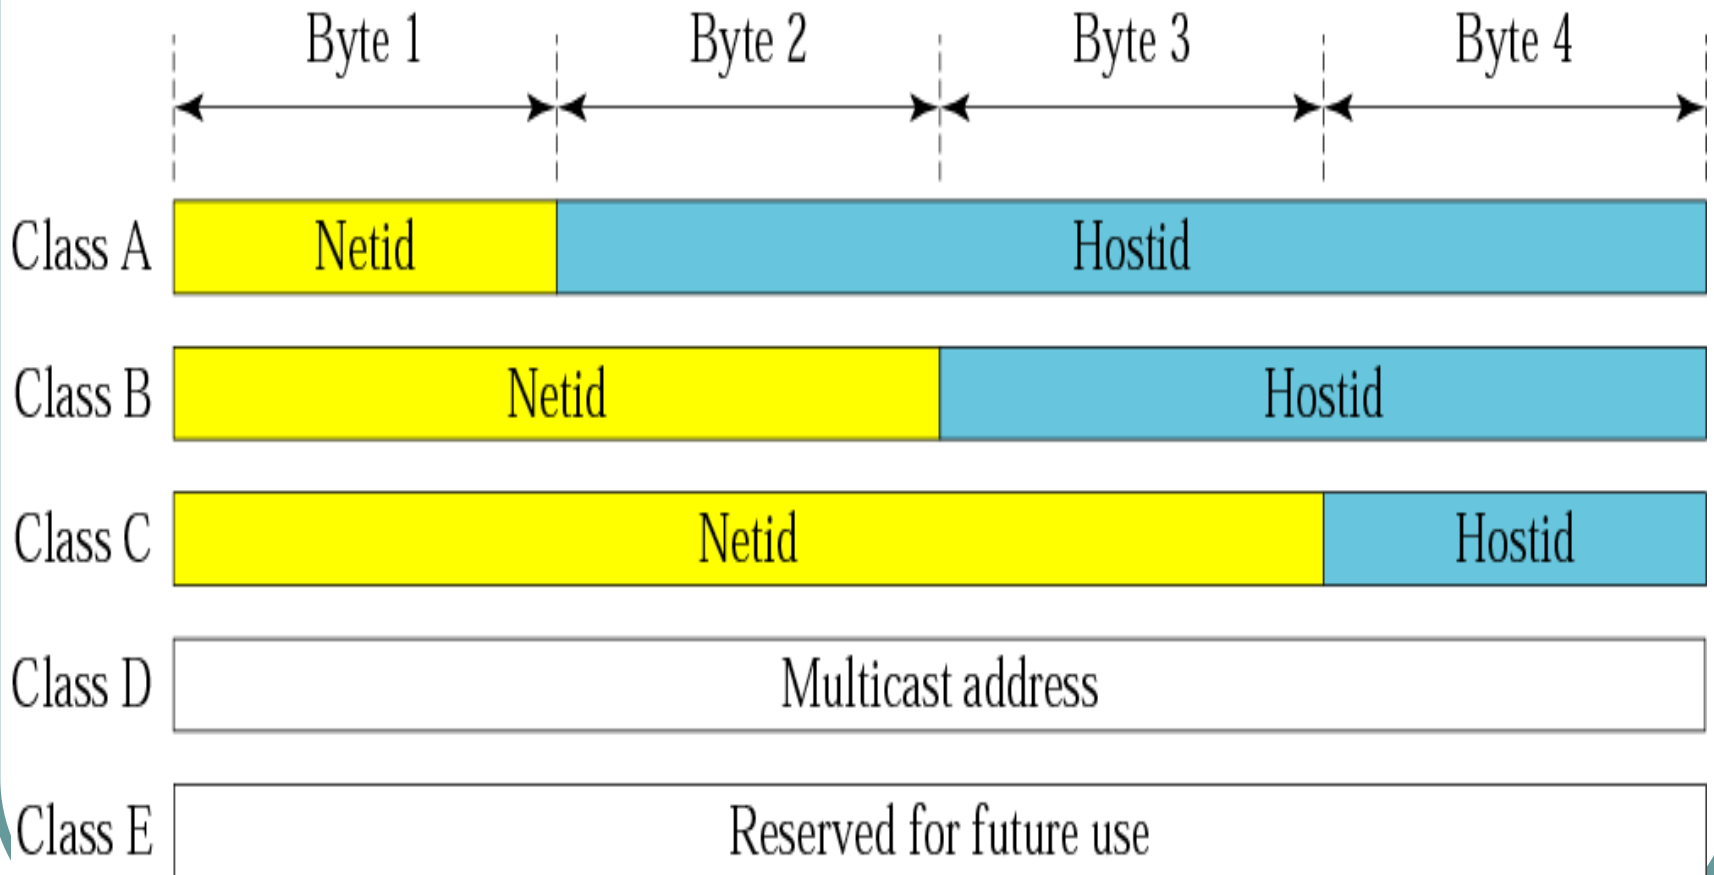 Byte 1 Byte 2 Byte 3 Byte 4
Class A Netid Hostid
Class B Netid Hostid
Class C Netid Hostid
Class D Multicast address
Class E Reserved for future use